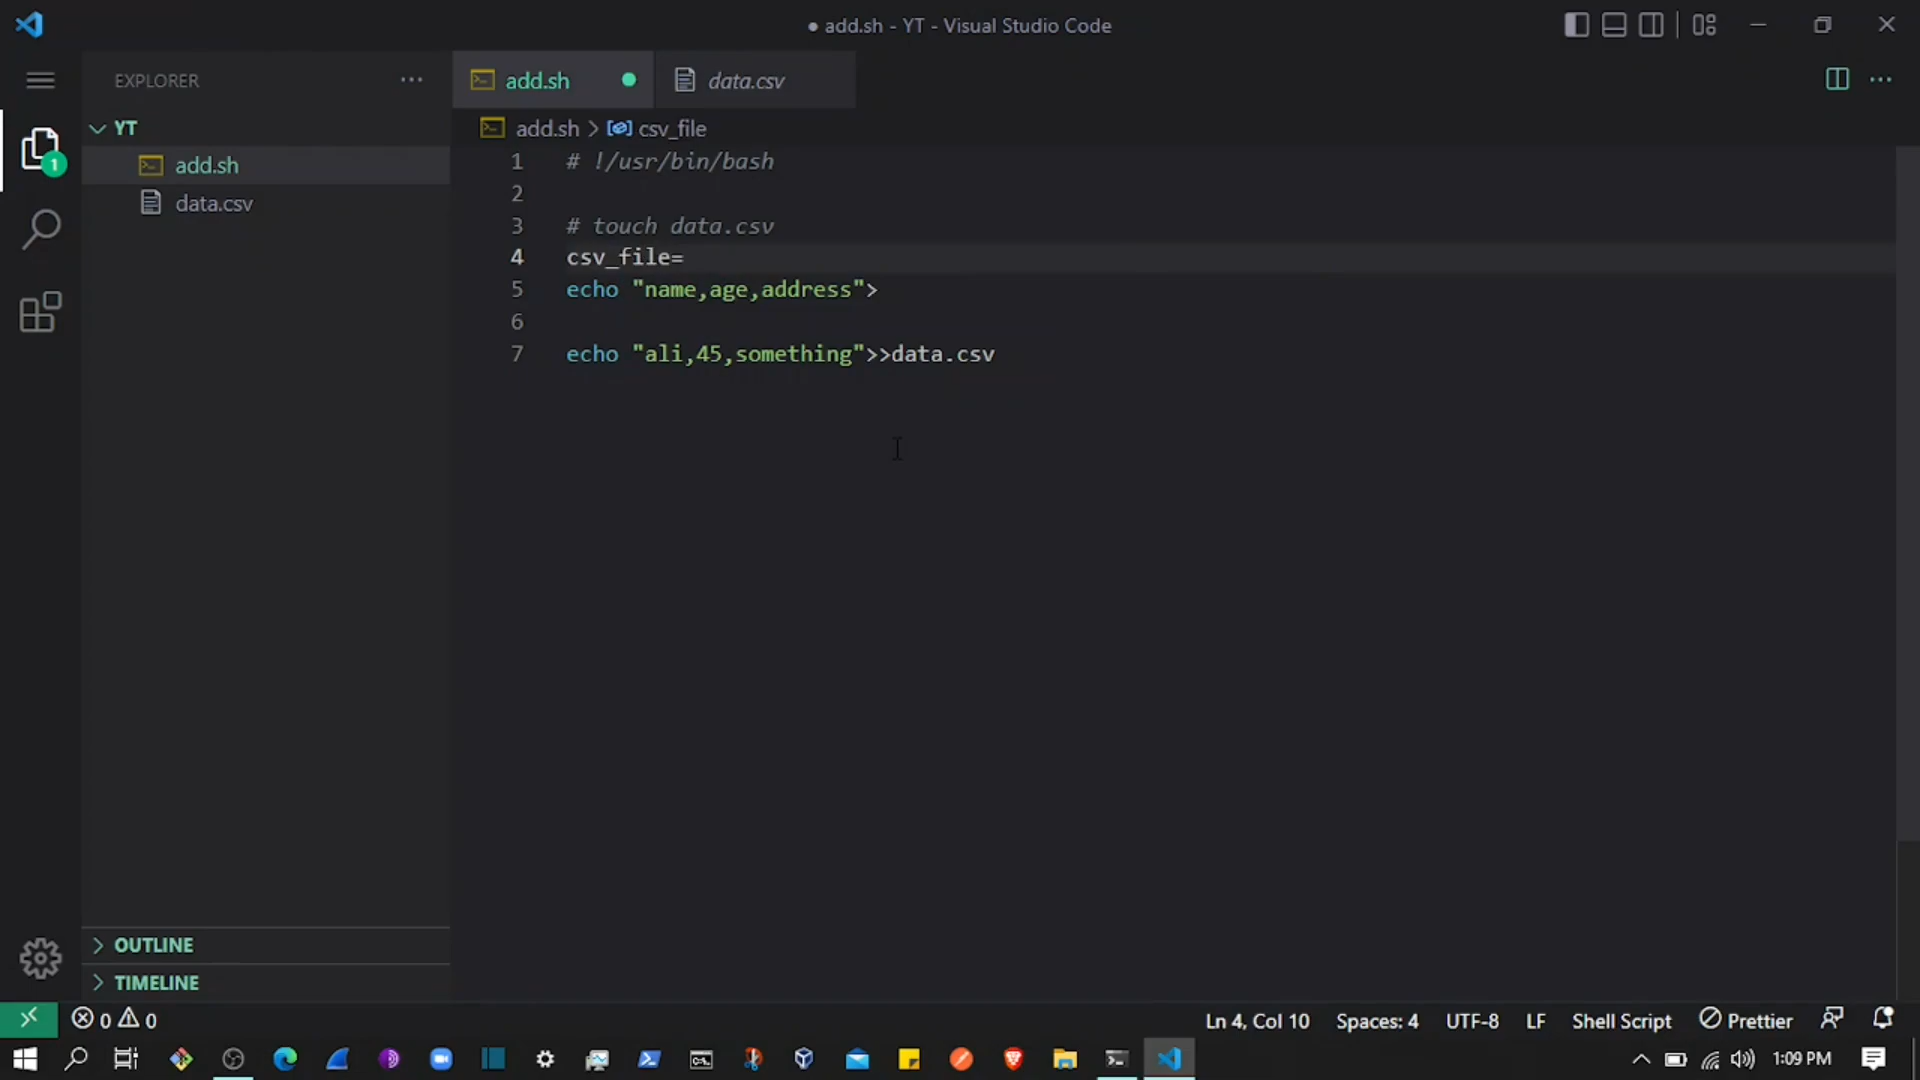 ● add.sh - YT - Visual Studio Code
EXPLORER
add.sh
data.csv
YT
add.sh > csv_file
1
add.sh
data.csv
1 # !/usr/bin/bash
2
3 # touch data.csv
4 csv_file=
5 echo "name,age,address">
6
7 echo "ali,45,something">>data.csv
OUTLINE
TIMELINE
0 0
Ln 4, Col 10
Spaces: 4
UTF-8
LF
Shell Script
Prettier
1:09 PM